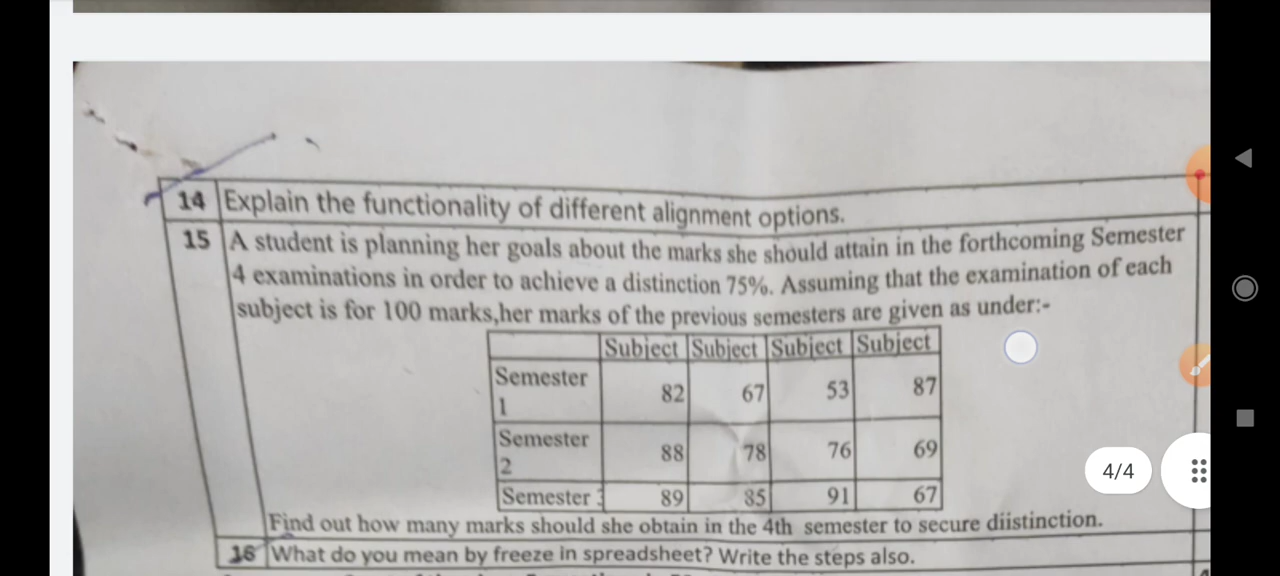 14 Explain the functionality of different alignment options.
15 A student is planning her goals about the marks she should attain in the forthcoming Semester
4 examinations in order to achieve a distinction 75%. Assuming that the examination of each
subject is for 100 marks,her marks of the previous semesters are given as under:-
Subject Subject Subject Subject
Semester
1 82 67 53 87
Semester
2 88 78 76 69
Semester 3 89 85 91 67
Find out how many marks should she obtain in the 4th semester to secure diistinction.
16 What do you mean by freeze in spreadsheet? Write the steps also.
4/4